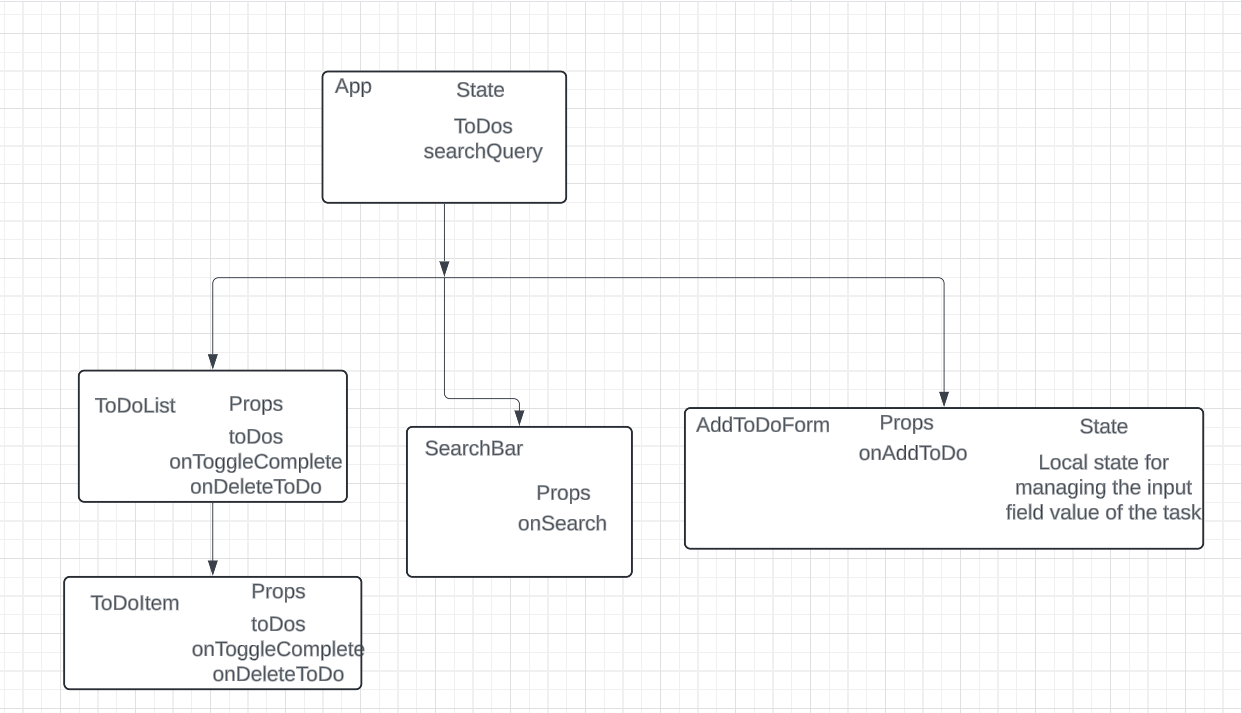 App
State
ToDos
searchQuery
ToDoList
Props
toDos
onToggleComplete
onDeleteToDo
SearchBar
Props
onSearch
AddToDoForm
Props
onAddToDo
State
Local state for
managing the input
field value of the task
ToDoItem
Props
toDos
onToggleComplete
onDeleteToDo